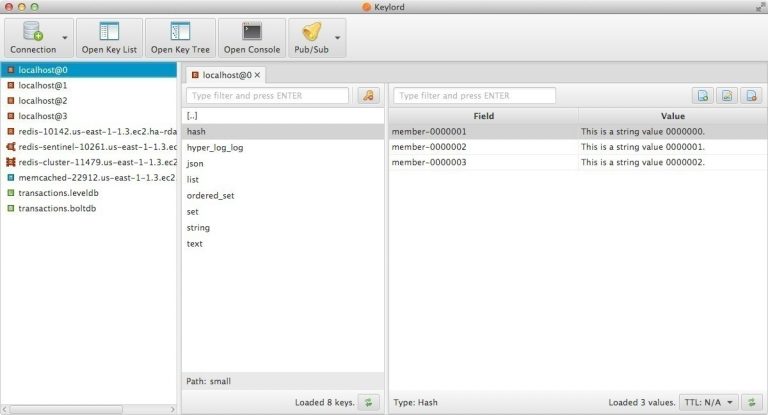 Keylord
Connection
Open Key List
Open Key Tree
Open Console
Pub/Sub
localhost@0
localhost@1
localhost@2
localhost@3
redis-10142.us-east-1-1.3.ec2.ha-rda
redis-sentinel-10261.us-east-1-1.3.ec2
redis-cluster-11479.us-east-1-1.3.ec2
memcached-22912.us-east-1-1.3.ec2.
transactions.leveldb
transactions.boltdb
localhost@0
Type filter and press ENTER
[..]
hash
hyper_log_log
json
list
ordered_set
set
string
text
Path: small
Loaded 8 keys.
Type filter and press ENTER
Field Value
member-0000001 This is a string value 0000000.
member-0000002 This is a string value 0000001.
member-0000003 This is a string value 0000002.
Type: Hash
Loaded 3 values.
TTL: N/A